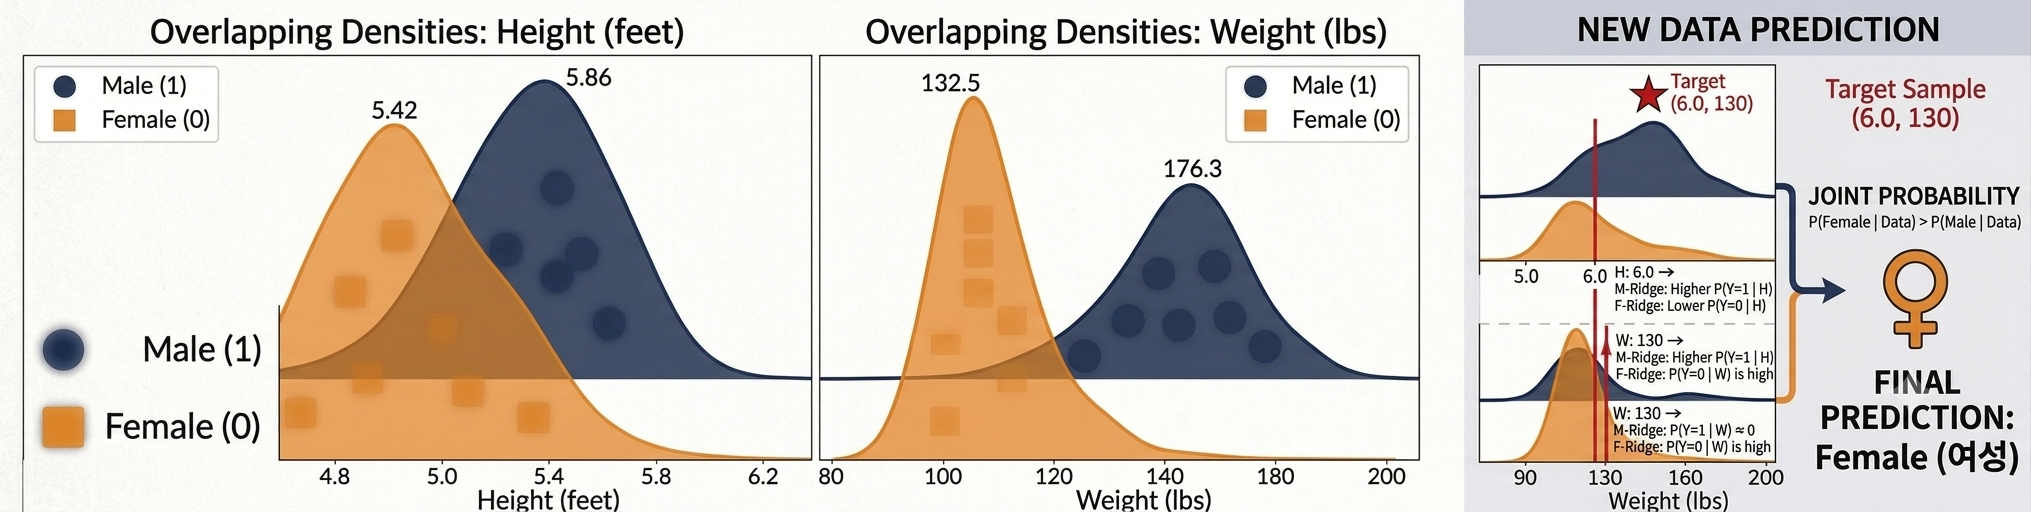 Overlapping Densities: Height (feet)
Male (1)
Female (0)
5.42
5.86
Male (1)
Female (0)
4.8 5.0 5.4 5.8 6.2
Height (feet)
Overlapping Densities: Weight (lbs)
132.5
176.3
Male (1)
Female (0)
80 100 120 140 180 200
Weight (lbs)
NEW DATA PREDICTION
Target
(6.0, 130)
5.0 6.0
H: 6.0 →
M-Ridge: Higher P(Y=1 | H)
F-Ridge: Lower P(Y=0 | H)
W: 130 →
M-Ridge: Higher P(Y=1 | H)
F-Ridge: P(Y=0 | W) is high
W: 130 →
M-Ridge: P(Y=1 | W) ≈ 0
F-Ridge: P(Y=0 | W) is high
90 130 160 200
Weight (lbs)
Target Sample
(6.0, 130)
JOINT PROBABILITY
P(Female | Data) > P(Male | Data)
FINAL
PREDICTION:
Female (여성)